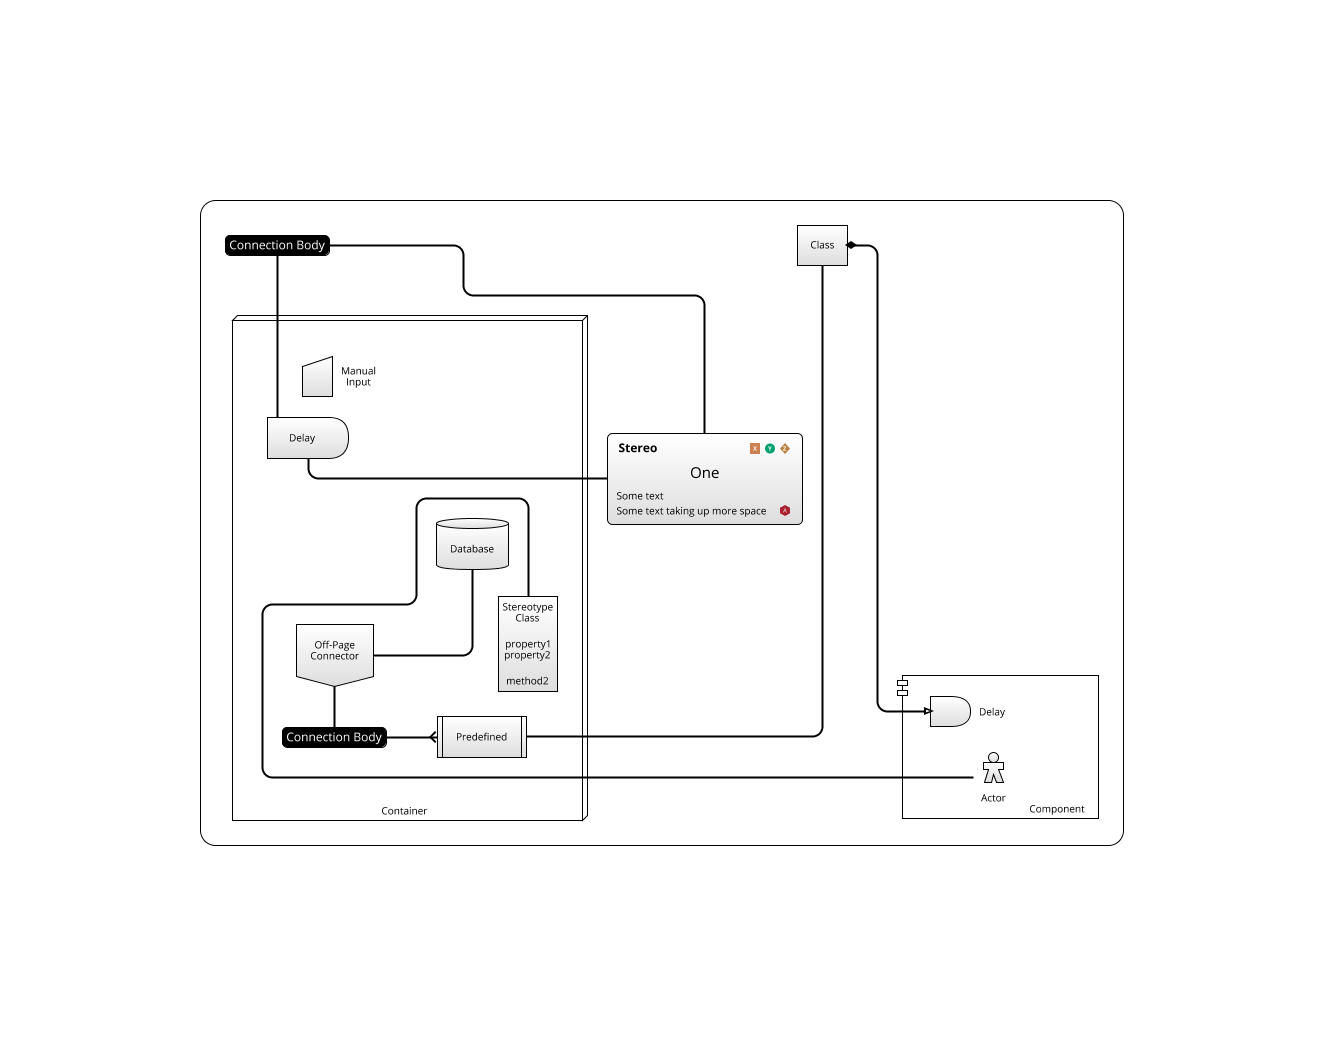 Connection Body
Class
Manual
Input
Delay
Stereo
X
Y
Z
One
Some text
Some text taking up more space
A
Database
Stereotype
Class
property1
property2
method2
Off-Page
Connector
Connection Body
Predefined
Delay
Actor
Component
Container